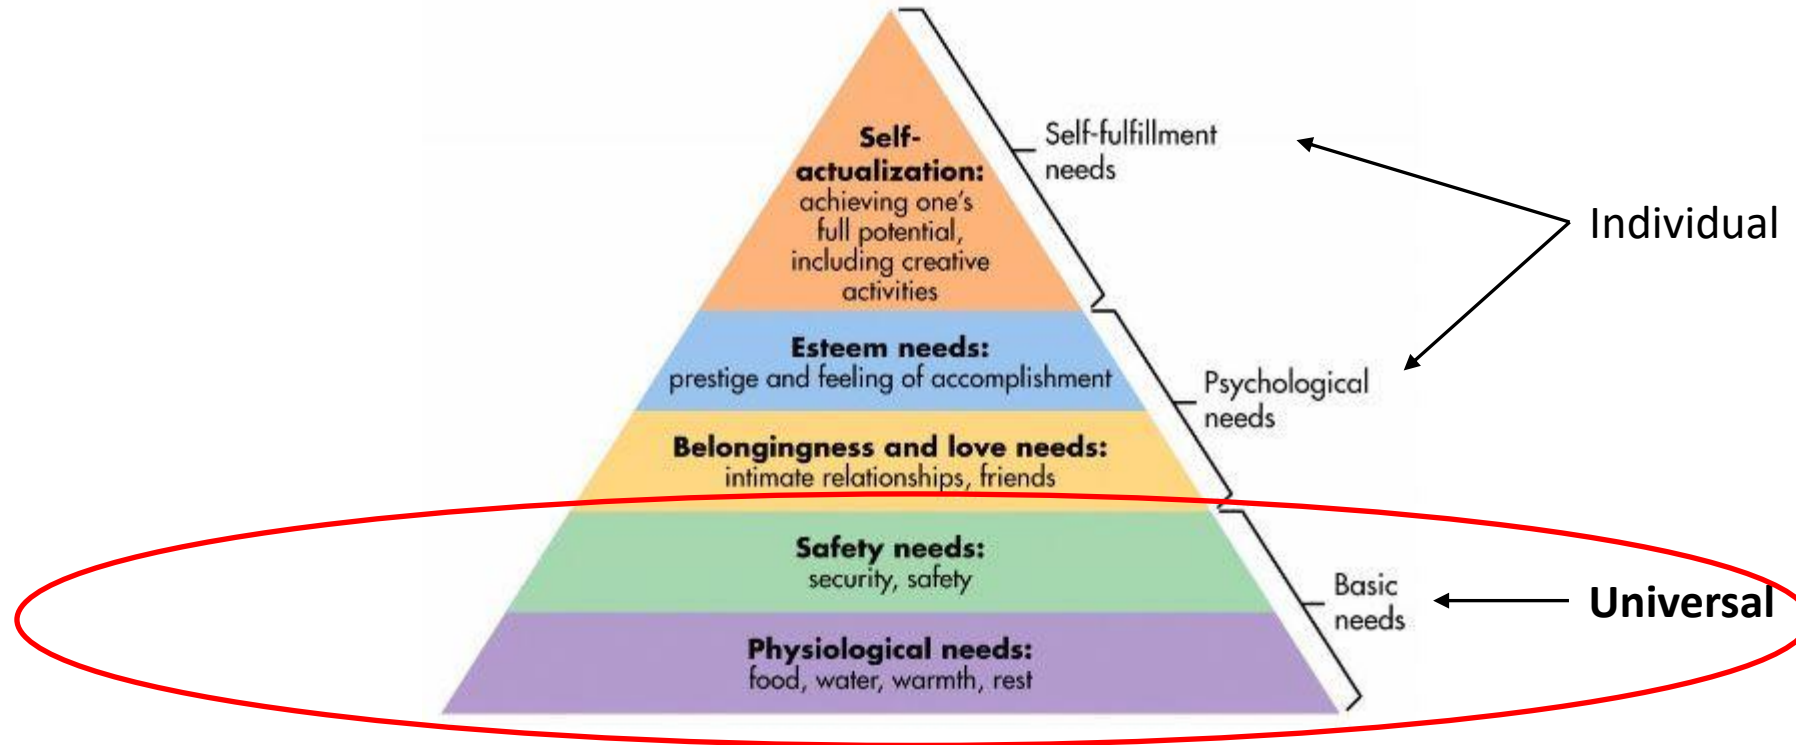 Self-
actualization:
achieving one's
full potential,
including creative
activities
Self-fulfillment
needs
Individual
Esteem needs:
prestige and feeling of accomplishment
Psychological
needs
Belongingness and love needs:
intimate relationships, friends
Safety needs:
security, safety
Basic
needs
Universal
Physiological needs:
food, water, warmth, rest